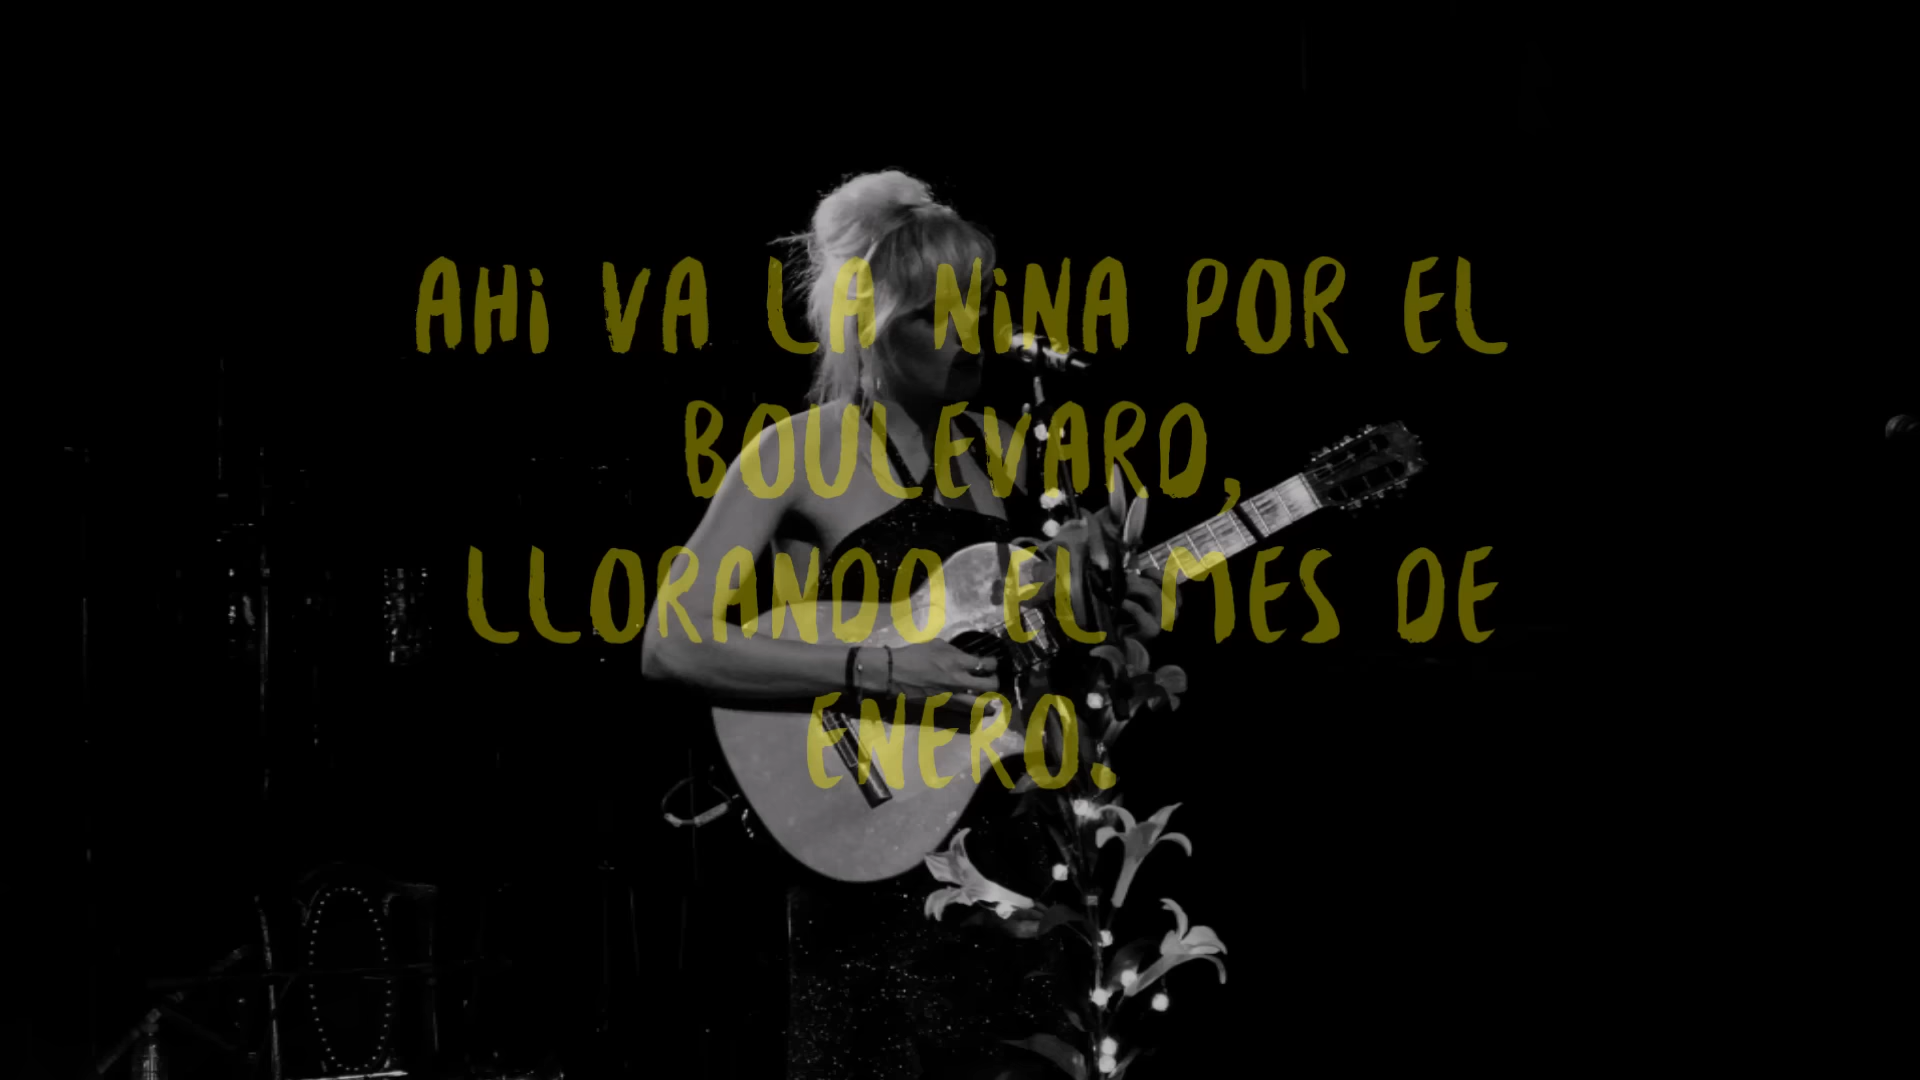 AHi VA LA NiNA POR EL
BOULEVARD,
LLORANDO EL MES DE
ENERO.